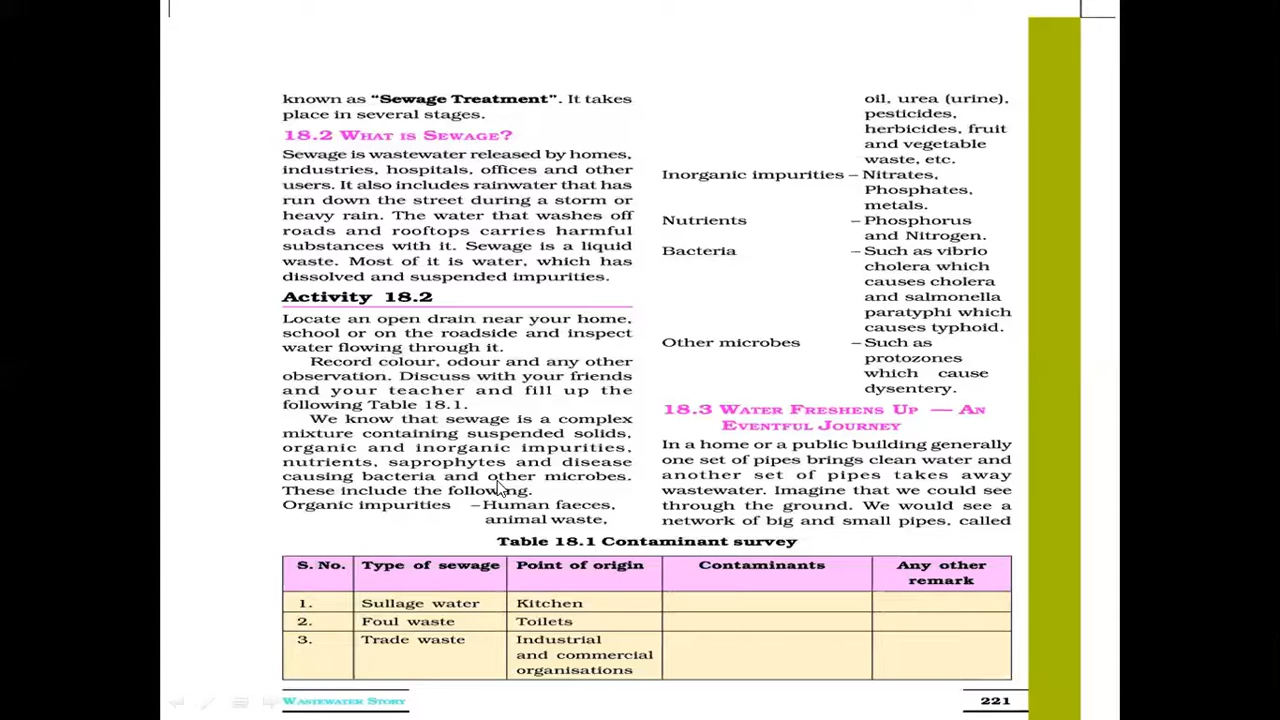 known as "Sewage Treatment". It takes
place in several stages.
18.2 WHAT IS SEWAGE?
Sewage is wastewater released by homes,
industries, hospitals, offices and other
users. It also includes rainwater that has
run down the street during a storm or
heavy rain. The water that washes off
roads and rooftops carries harmful
substances with it. Sewage is a liquid
waste. Most of it is water, which has
dissolved and suspended impurities.
Activity 18.2
Locate an open drain near your home,
school or on the roadside and inspect
water flowing through it.
Record colour, odour and any other
observation. Discuss with your friends
and your teacher and fill up the
following Table 18.1.
We know that sewage is a complex
mixture containing suspended solids,
organic and inorganic impurities,
nutrients, saprophytes and disease
causing bacteria and other microbes.
These include the following.
Organic impurities – Human faeces,
animal waste,
oil, urea (urine),
pesticides,
herbicides, fruit
and vegetable
waste, etc.
Inorganic impurities – Nitrates,
Phosphates,
metals.
Nutrients – Phosphorus
and Nitrogen.
Bacteria – Such as vibrio
cholera which
causes cholera
and salmonella
paratyphi which
causes typhoid.
Other microbes – Such as
protozones
which cause
dysentery.
18.3 WATER FRESHENS UP — AN
EVENTFUL JOURNEY
In a home or a public building generally
one set of pipes brings clean water and
another set of pipes takes away
wastewater. Imagine that we could see
through the ground. We would see a
network of big and small pipes, called
Table 18.1 Contaminant survey
S. No. Type of sewage Point of origin Contaminants Any other
remark
1. Sullage water Kitchen
2. Foul waste Toilets
3. Trade waste Industrial
and commercial
organisations
WASTEWATER STORY 221